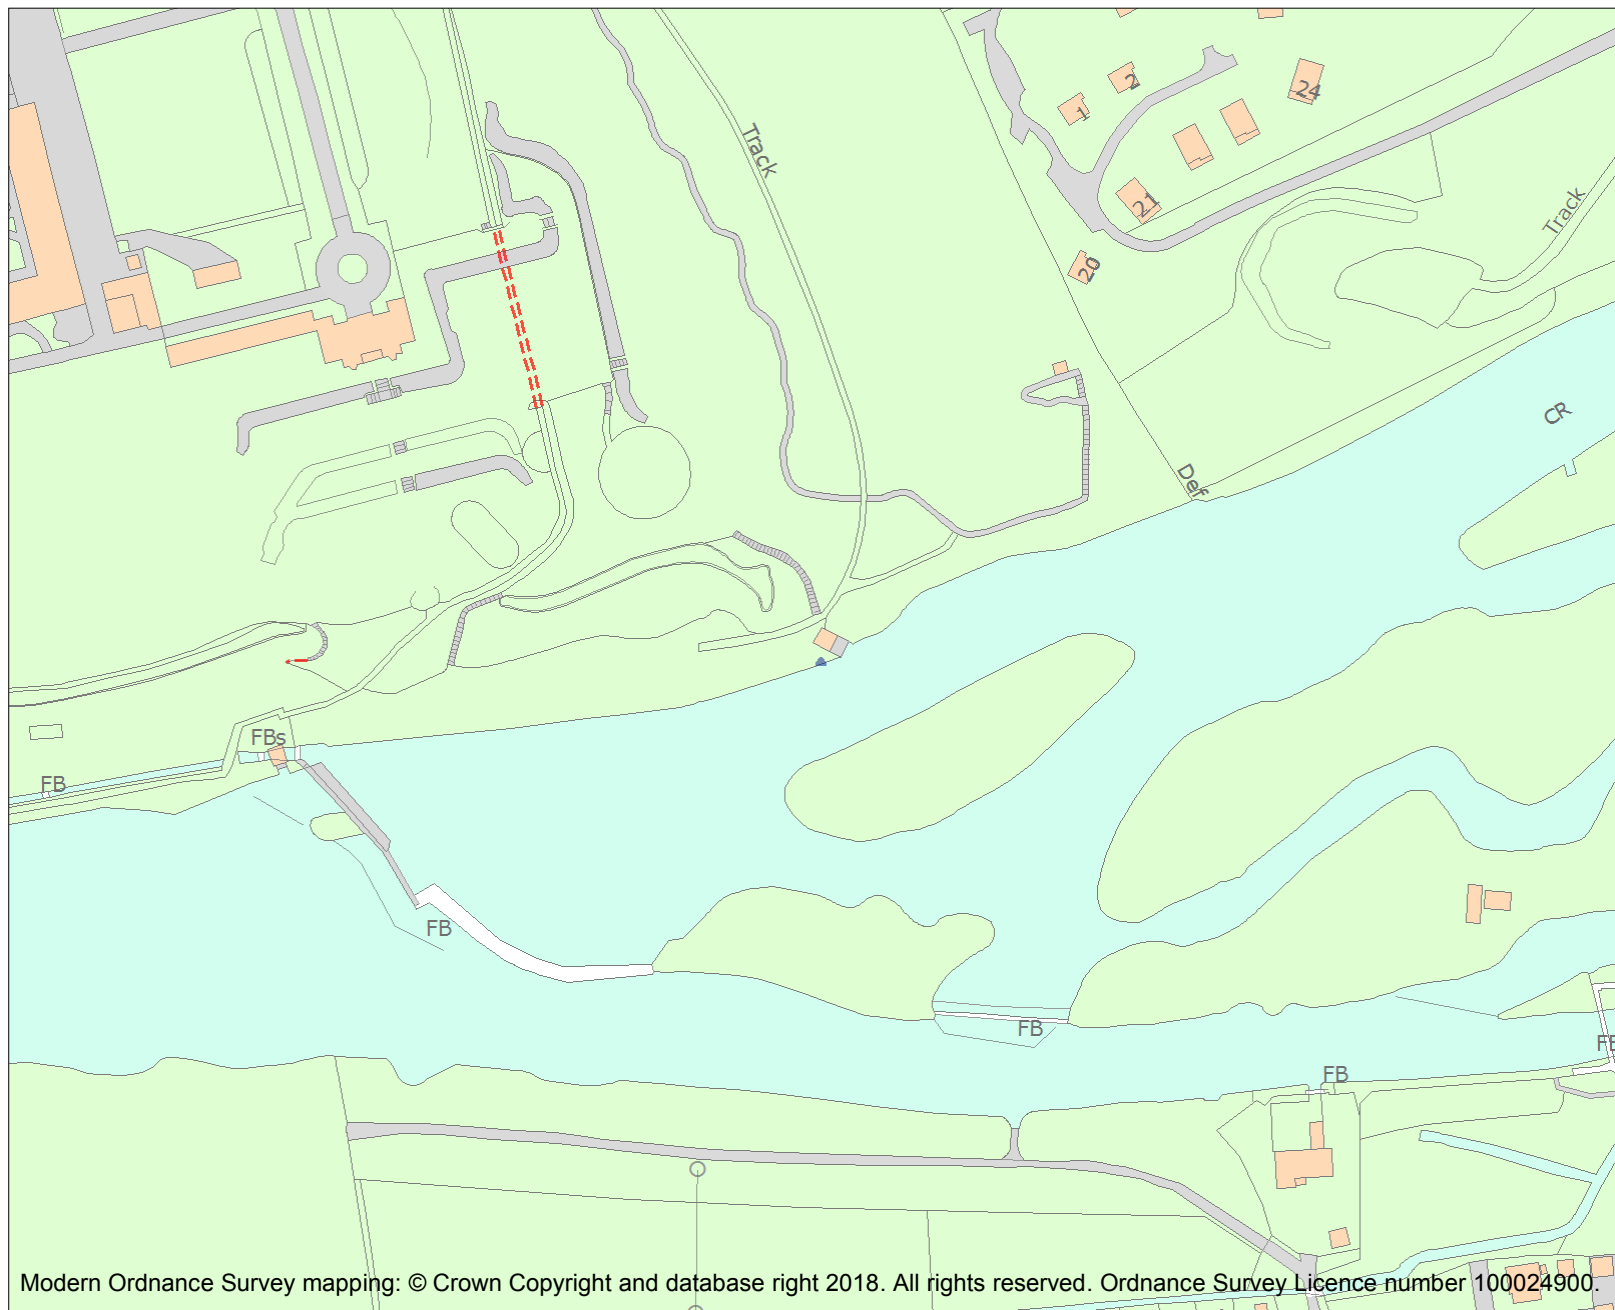 2
24
1
Track
21
Track
20
CR
Def
FBs
FB
FB
FB
FB
FB
Modern Ordnance Survey mapping: © Crown Copyright and database right 2018. All rights reserved. Ordnance Survey Licence number 100024900.